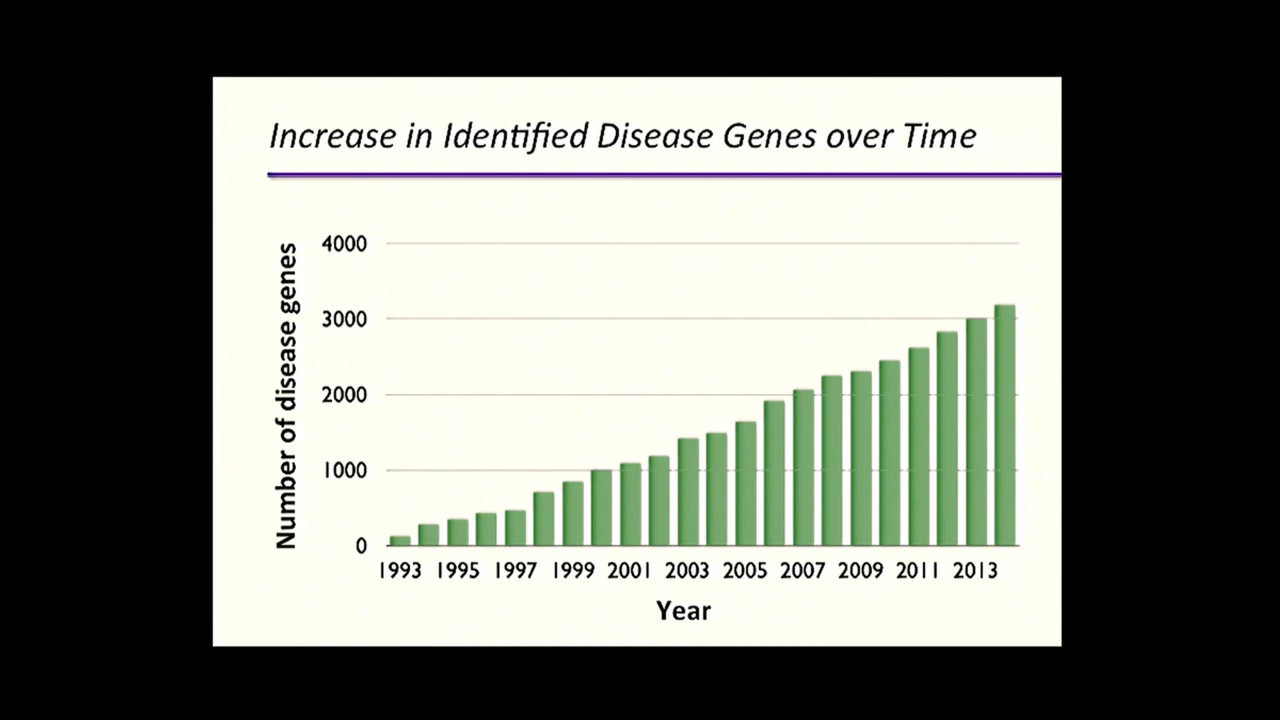 Increase in Identified Disease Genes over Time
Number of disease genes
4000
3000
2000
1000
0
1993 1995 1997 1999 2001 2003 2005 2007 2009 2011 2013
Year